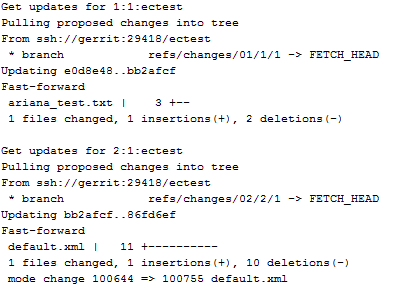 Get updates for 1:1:ectest
Pulling proposed changes into tree
From ssh://gerrit:29418/ectest
 * branch            refs/changes/01/1/1 -> FETCH_HEAD
Updating e0d8e48..bb2afcf
Fast-forward
 ariana_test.txt |    3 +--
 1 files changed, 1 insertions(+), 2 deletions(-)

Get updates for 2:1:ectest
Pulling proposed changes into tree
From ssh://gerrit:29418/ectest
 * branch            refs/changes/02/2/1 -> FETCH_HEAD
Updating bb2afcf..86fd6ef
Fast-forward
 default.xml |   11 +----------
 1 files changed, 1 insertions(+), 10 deletions(-)
 mode change 100644 => 100755 default.xml